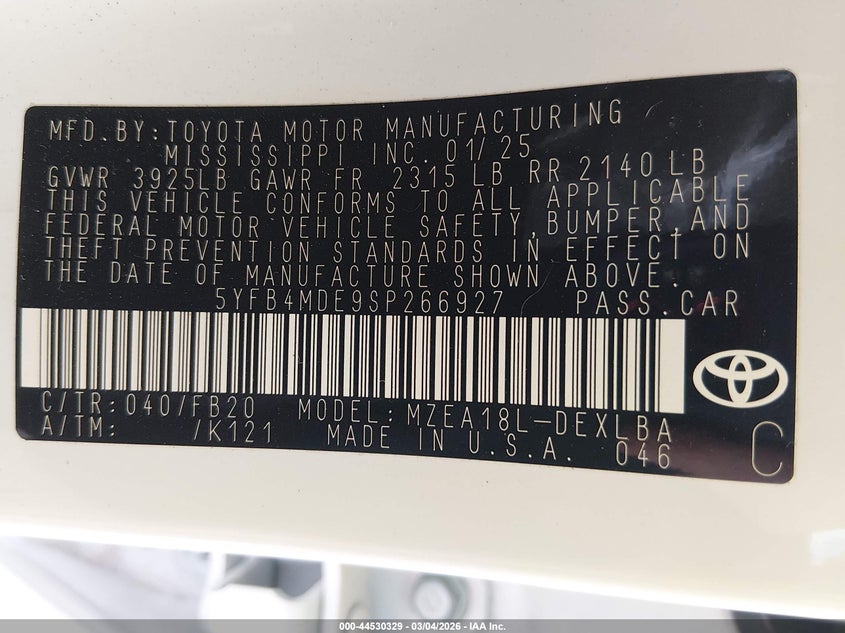 MFD.BY:TOYOTA MOTOR MANUFACTURING
MISSISSIPPI INC. 01/25
GVWR 3925LB GAWR FR 2315 LB RR 2140 LB
THIS VEHICLE CONFORMS TO ALL APPLICABLE
FEDERAL MOTOR VEHICLE SAFETY,BUMPER,AND
THEFT PREVENTION STANDARDS IN EFFECT ON
THE DATE OF MANUFACTURE SHOWN ABOVE.
5YFB4MDE9SP266927 PASS.CAR
C/TR:040/FB20 MODEL:MZEA18L-DEXLBA
A/TM: /K121 MADE IN U.S.A. 046
C
000-44530329 - 03/04/2026 - IAA Inc.